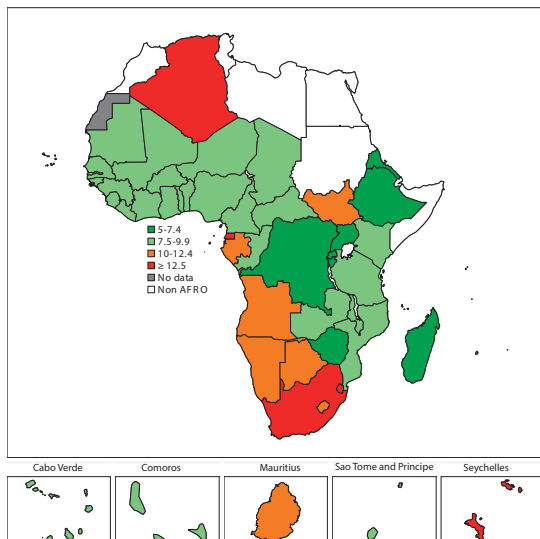 5-7.4
7.5-9.9
10-12.4
≥ 12.5
No data
Non AFRO
Cabo Verde
Comoros
Mauritius
Sao Tome and Principe
Seychelles